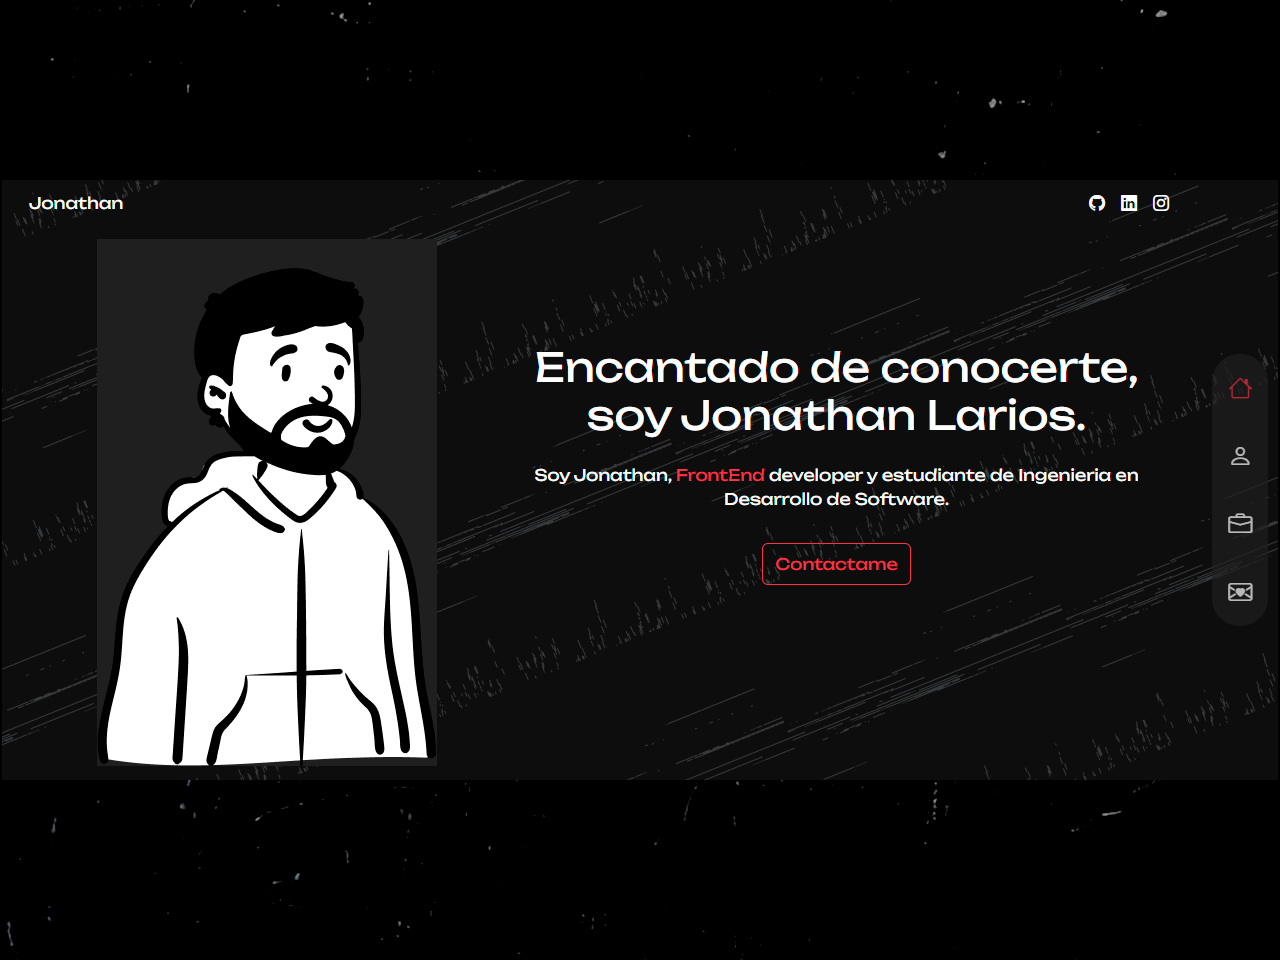 Jonathan
Encantado de conocerte,
soy Jonathan Larios.
Soy Jonathan, FrontEnd developer y estudiante de Ingenieria en
Desarrollo de Software.
Contactame